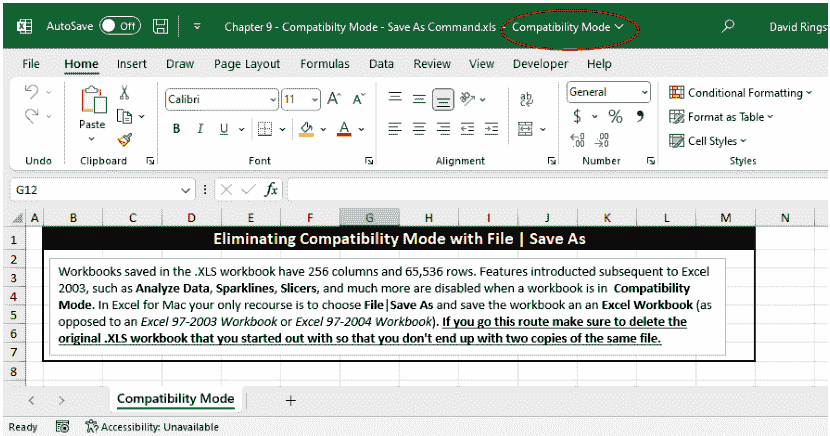 AutoSave Off Chapter 9 - Compatibilty Mode - Save As Command.xls - Compatibility Mode David Rings
File Home Insert Draw Page Layout Formulas Data Review View Developer Help
Calibri 11 General Conditional Formatting
Paste B I U A $ % Format as Table
Cell Styles
Undo Clipboard Font Alignment Number Styles
G12 fx
A B C D E F G H I J K L M N
1 Eliminating Compatibility Mode with File | Save As
2
3
4
5
6
7
8
Workbooks saved in the .XLS workbook have 256 columns and 65,536 rows. Features introducted subsequent to Excel
2003, such as Analyze Data, Sparklines, Slicers, and much more are disabled when a workbook is in Compatibility
Mode. In Excel for Mac your only recourse is to choose File|Save As and save the workbook an an Excel Workbook (as
opposed to an Excel 97-2003 Workbook or Excel 97-2004 Workbook). If you go this route make sure to delete the
original .XLS workbook that you started out with so that you don't end up with two copies of the same file.
Compatibility Mode
Ready Accessibility: Unavailable